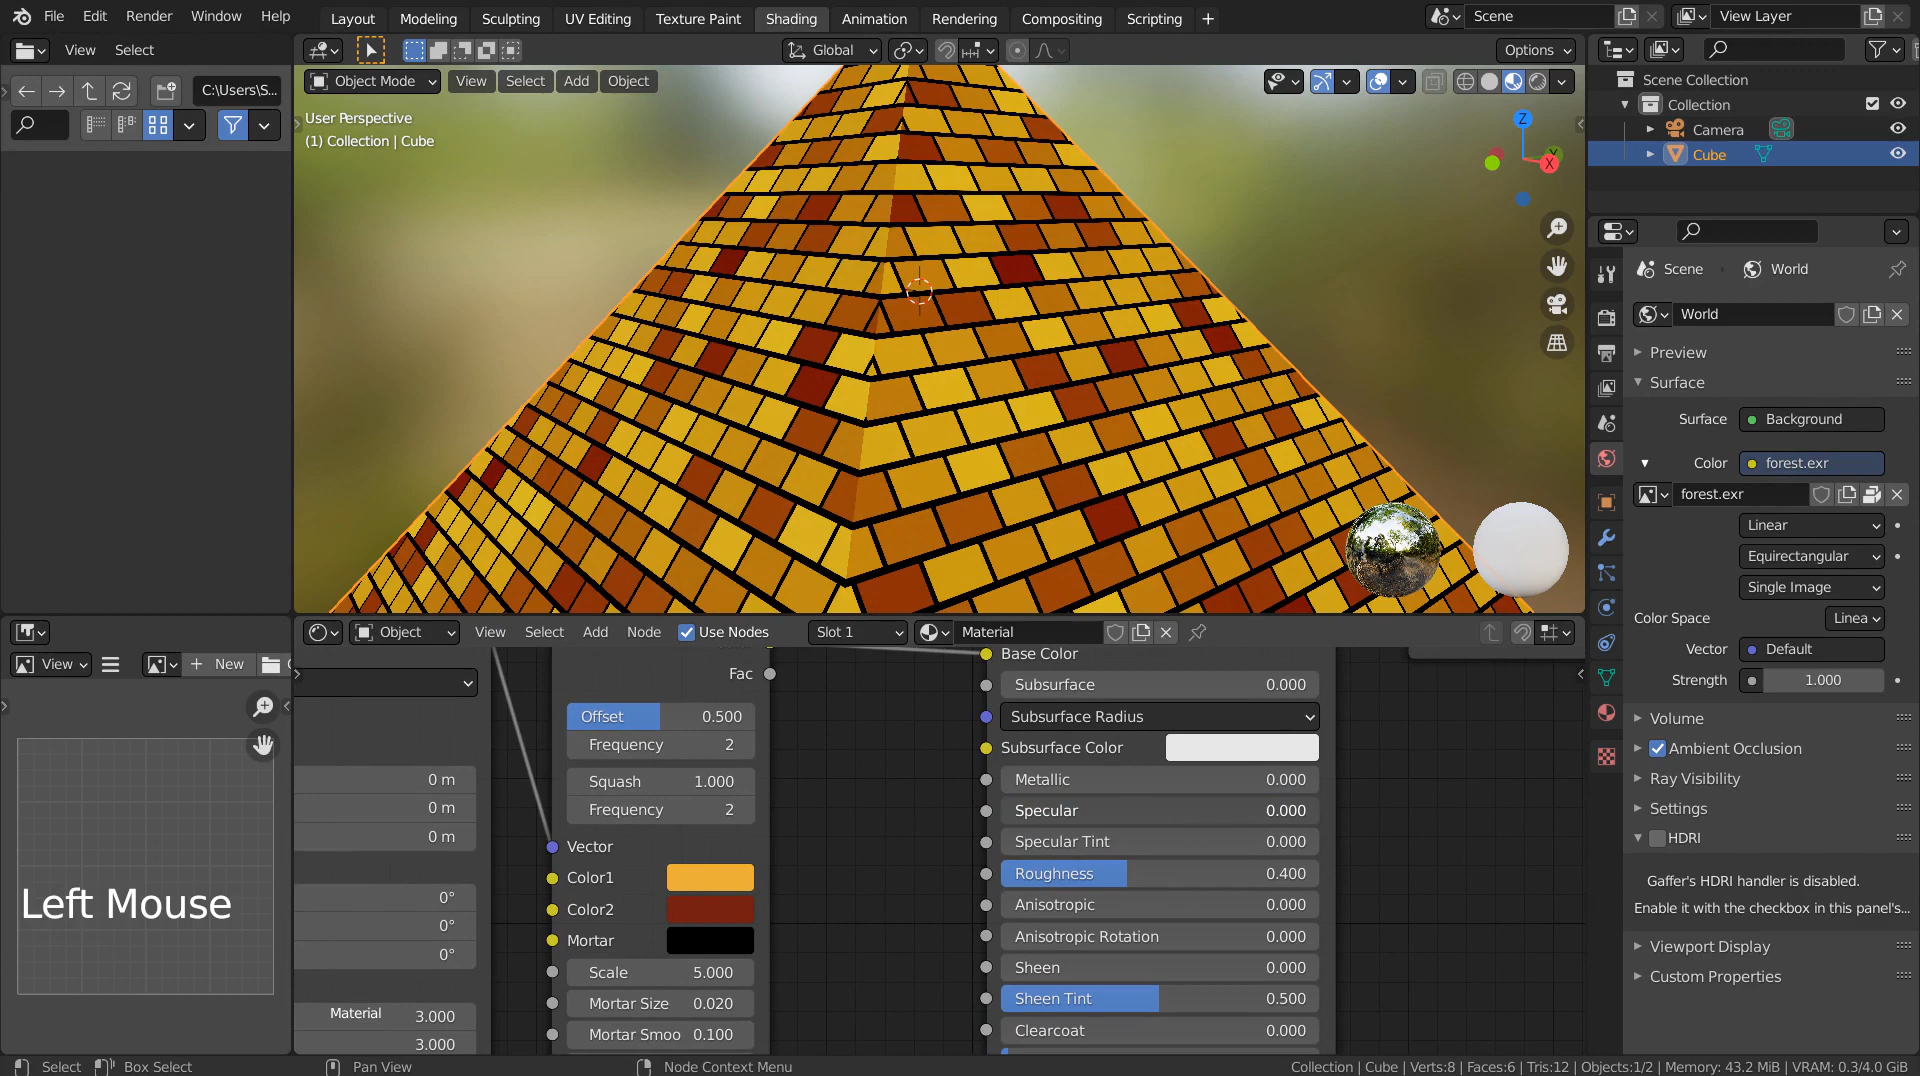 File Edit Render Window Help Layout Modeling Sculpting UV Editing Texture Paint Shading Animation Rendering Compositing Scripting + Scene View Layer
View Select Global Options
Object Mode View Select Add Object
C:\Users\S...
User Perspective
(1) Collection | Cube
Z
Y
X
Scene Collection
Collection
Camera
Cube
Scene World
World
Preview
Surface
Surface Background
Color forest.exr
forest.exr
Linear
Equirectangular
Single Image
Color Space Linea
Vector Default
Strength 1.000
Volume
Ambient Occlusion
Ray Visibility
Settings
HDRI
Gaffer's HDRI handler is disabled.
Enable it with the checkbox in this panel's...
Viewport Display
Custom Properties
Object View Select Add Node Use Nodes Slot 1 Material
View New
Left Mouse
0 m
0 m
0 m
0°
0°
0°
Material 3.000
3.000
Fac
Offset 0.500
Frequency 2
Squash 1.000
Frequency 2
Vector
Color1
Color2
Mortar
Scale 5.000
Mortar Size 0.020
Mortar Smoo 0.100
Base Color
Subsurface 0.000
Subsurface Radius
Subsurface Color
Metallic 0.000
Specular 0.000
Specular Tint 0.000
Roughness 0.400
Anisotropic 0.000
Anisotropic Rotation 0.000
Sheen 0.000
Sheen Tint 0.500
Clearcoat 0.000
Select Box Select Pan View Node Context Menu Collection | Cube | Verts:8 | Faces:6 | Tris:12 | Objects:1/2 | Memory: 43.2 MiB | VRAM: 0.3/4.0 GiB